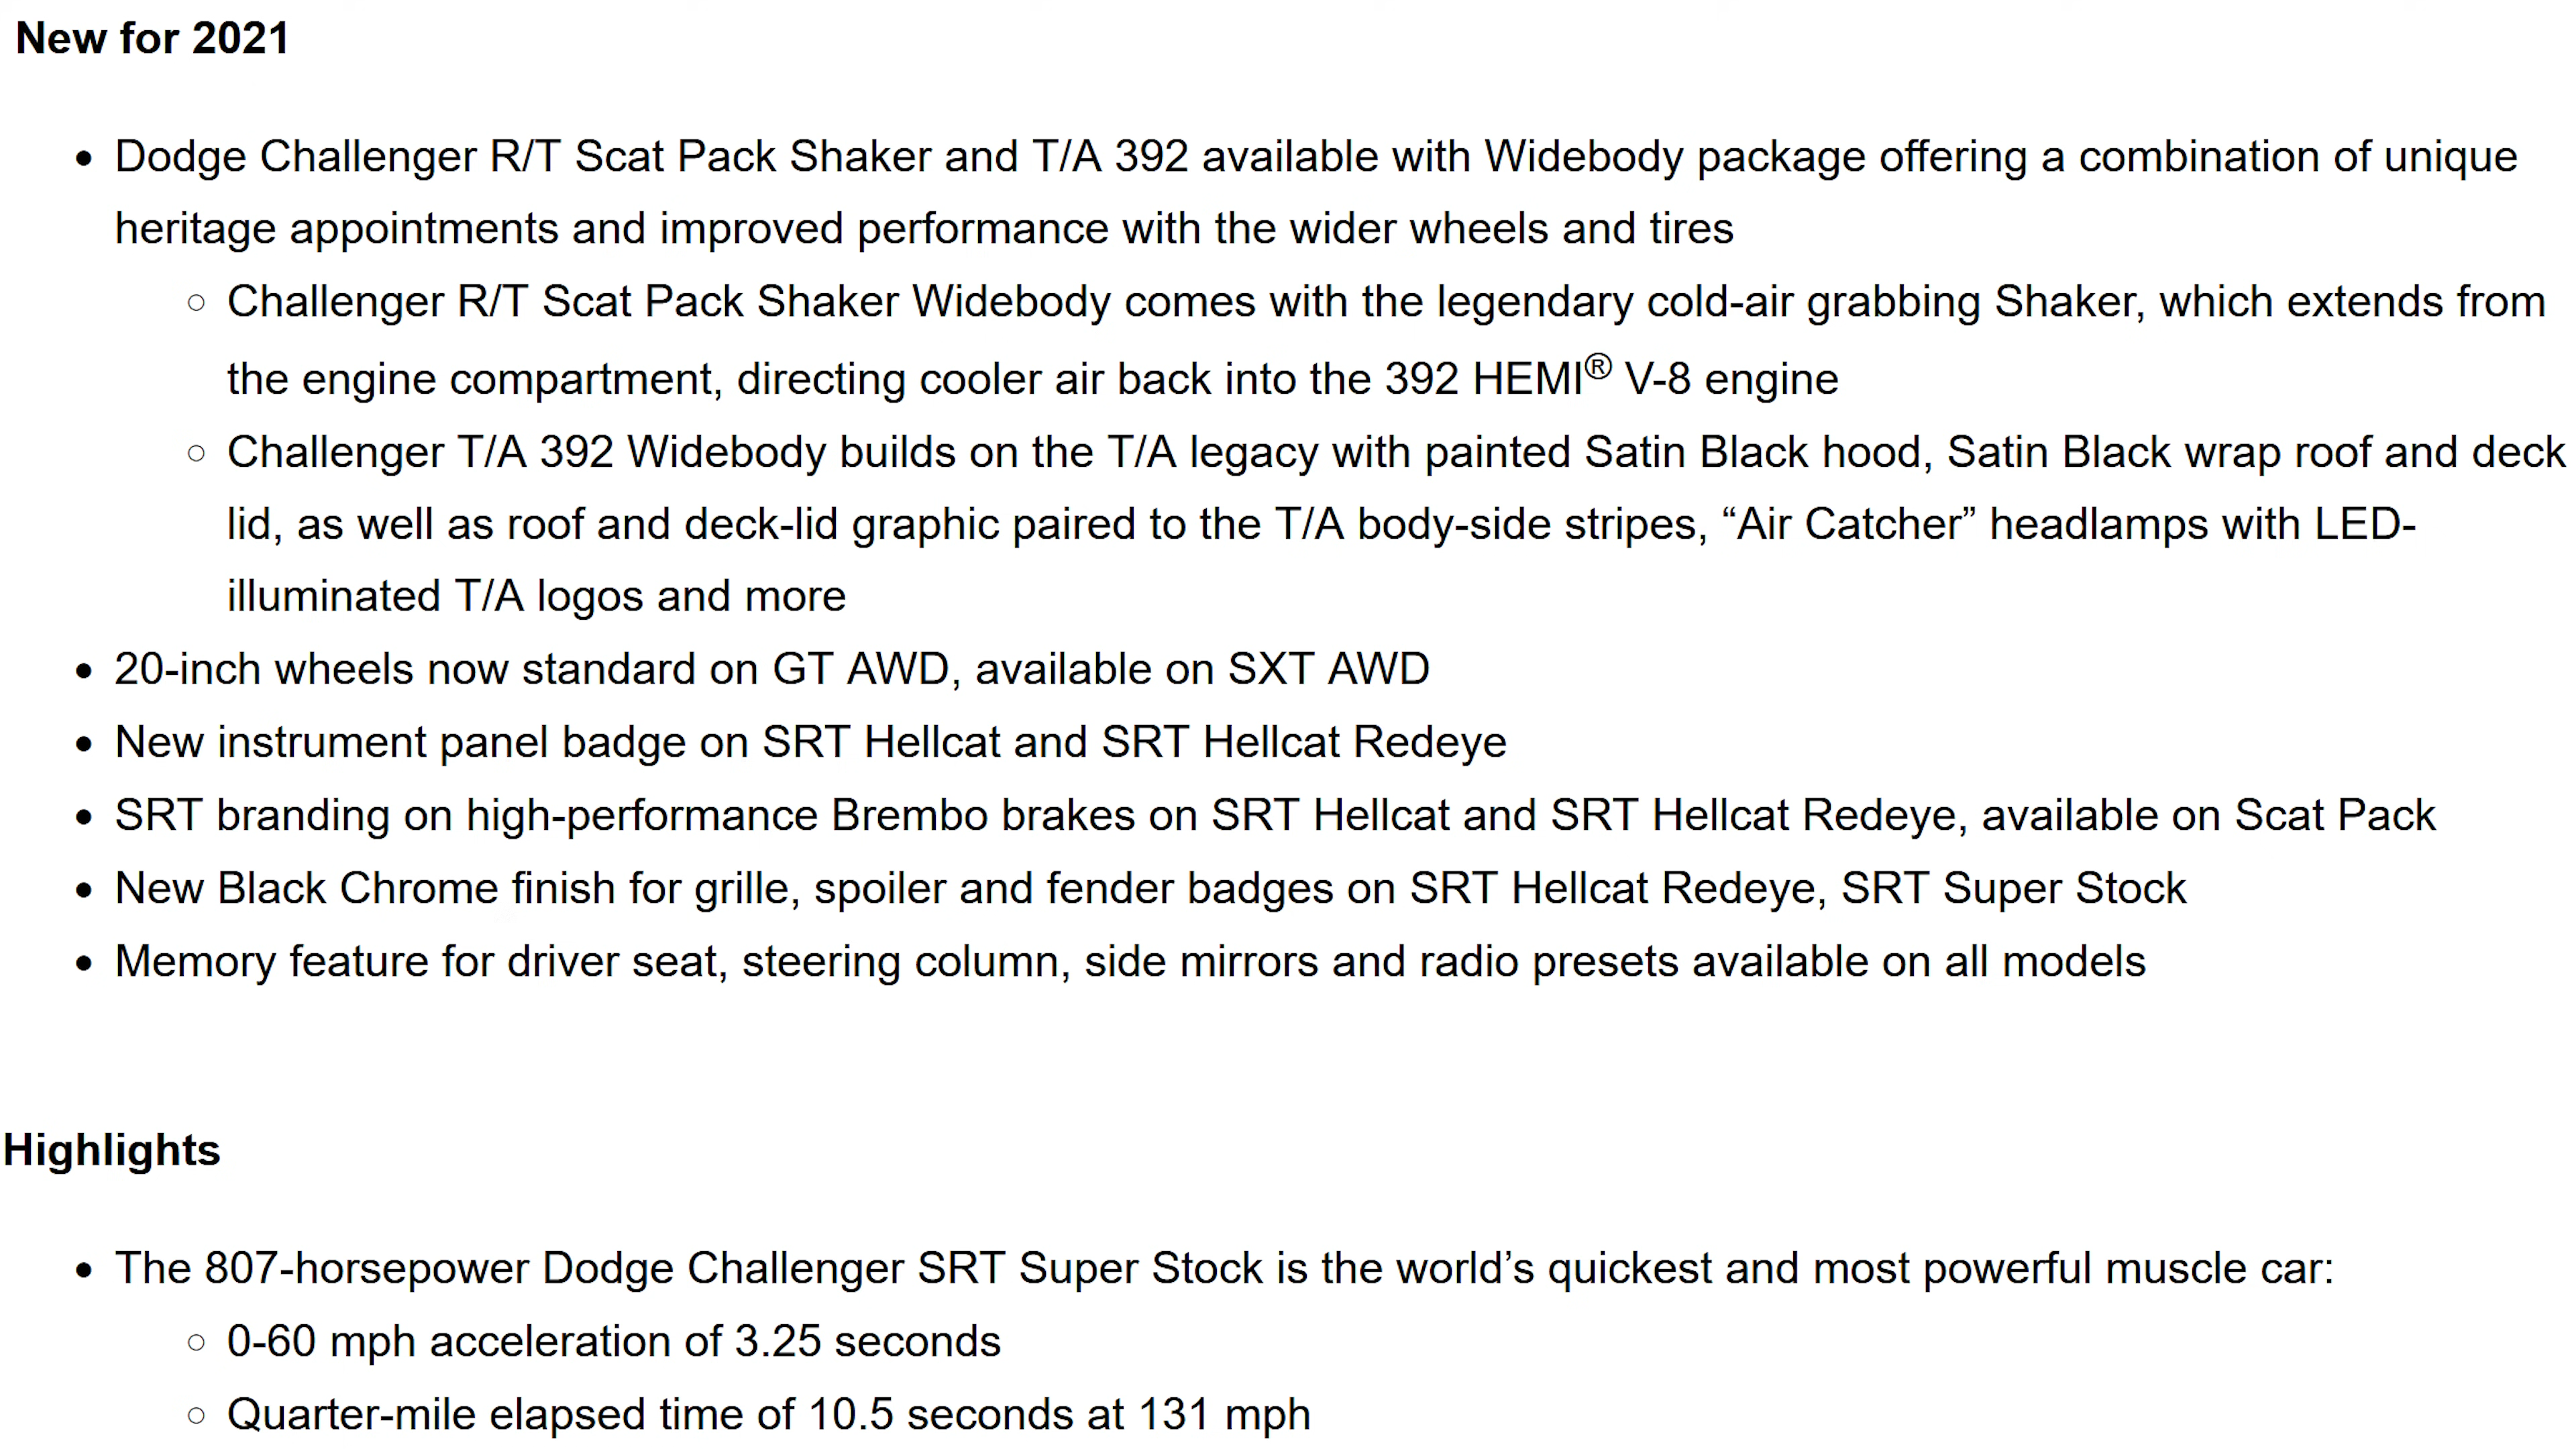 New for 2021
• Dodge Challenger R/T Scat Pack Shaker and T/A 392 available with Widebody package offering a combination of unique
heritage appointments and improved performance with the wider wheels and tires
○ Challenger R/T Scat Pack Shaker Widebody comes with the legendary cold-air grabbing Shaker, which extends from
the engine compartment, directing cooler air back into the 392 HEMI® V-8 engine
○ Challenger T/A 392 Widebody builds on the T/A legacy with painted Satin Black hood, Satin Black wrap roof and deck
lid, as well as roof and deck-lid graphic paired to the T/A body-side stripes, “Air Catcher” headlamps with LED-
illuminated T/A logos and more
• 20-inch wheels now standard on GT AWD, available on SXT AWD
• New instrument panel badge on SRT Hellcat and SRT Hellcat Redeye
• SRT branding on high-performance Brembo brakes on SRT Hellcat and SRT Hellcat Redeye, available on Scat Pack
• New Black Chrome finish for grille, spoiler and fender badges on SRT Hellcat Redeye, SRT Super Stock
• Memory feature for driver seat, steering column, side mirrors and radio presets available on all models
Highlights
• The 807-horsepower Dodge Challenger SRT Super Stock is the world’s quickest and most powerful muscle car:
○ 0-60 mph acceleration of 3.25 seconds
○ Quarter-mile elapsed time of 10.5 seconds at 131 mph